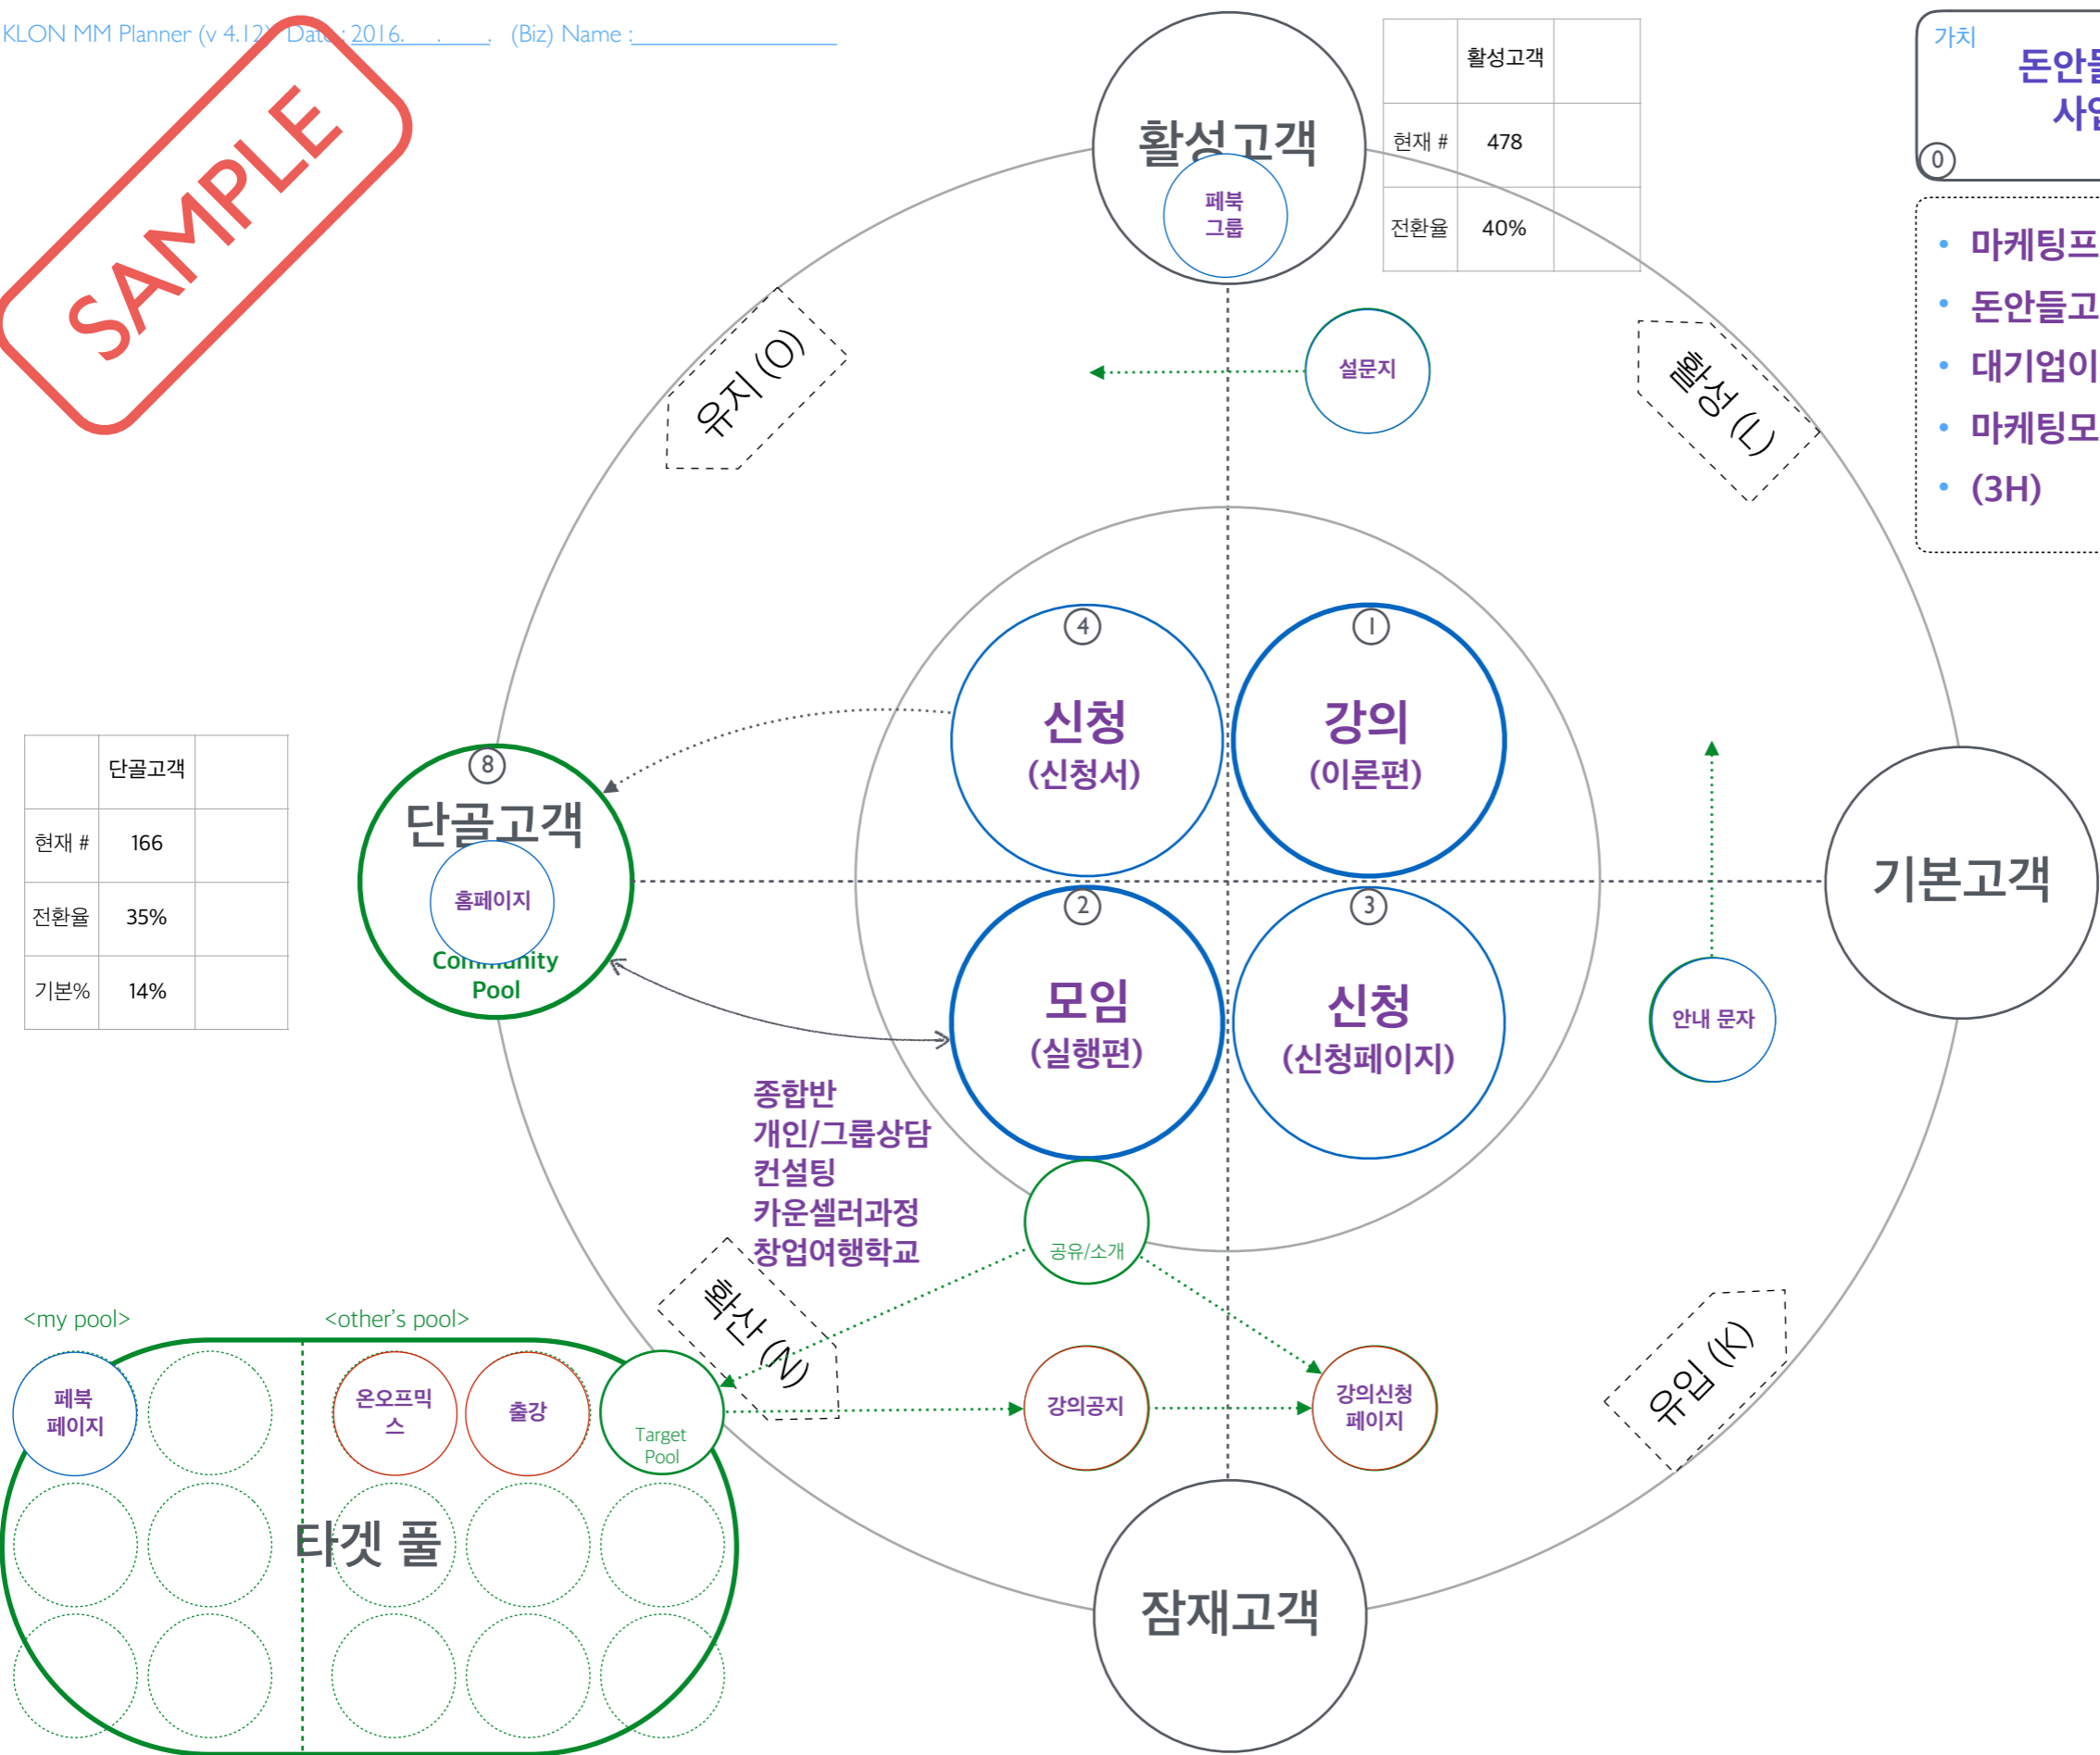 KLON MM Planner (v 4.12) Date : 2016. . . (Biz) Name :
SAMPLE
활성고객
페북
그룹
활성고객
현재 # 478
전환율 40%
가치
0
마케팅프
돈안들고
대기업이
마케팅모
(3H)
유지 (O)
설문지
활성 (L)
4
신청
(신청서)
1
강의
(이론편)
단골고객
현재 # 166
전환율 35%
기본% 14%
8
단골고객
홈페이지
Community
Pool
기본고객
2
모임
(실행편)
3
신청
(신청페이지)
안내 문자
종합반
개인/그룹상담
컨설팅
카운셀러과정
창업여행학교
공유/소개
확산 (N)
유입 (K)
<my pool> <other's pool>
페북
페이지
온오프믹
스
출강
Target
Pool
강의공지
강의신청
페이지
타겟 풀
잠재고객